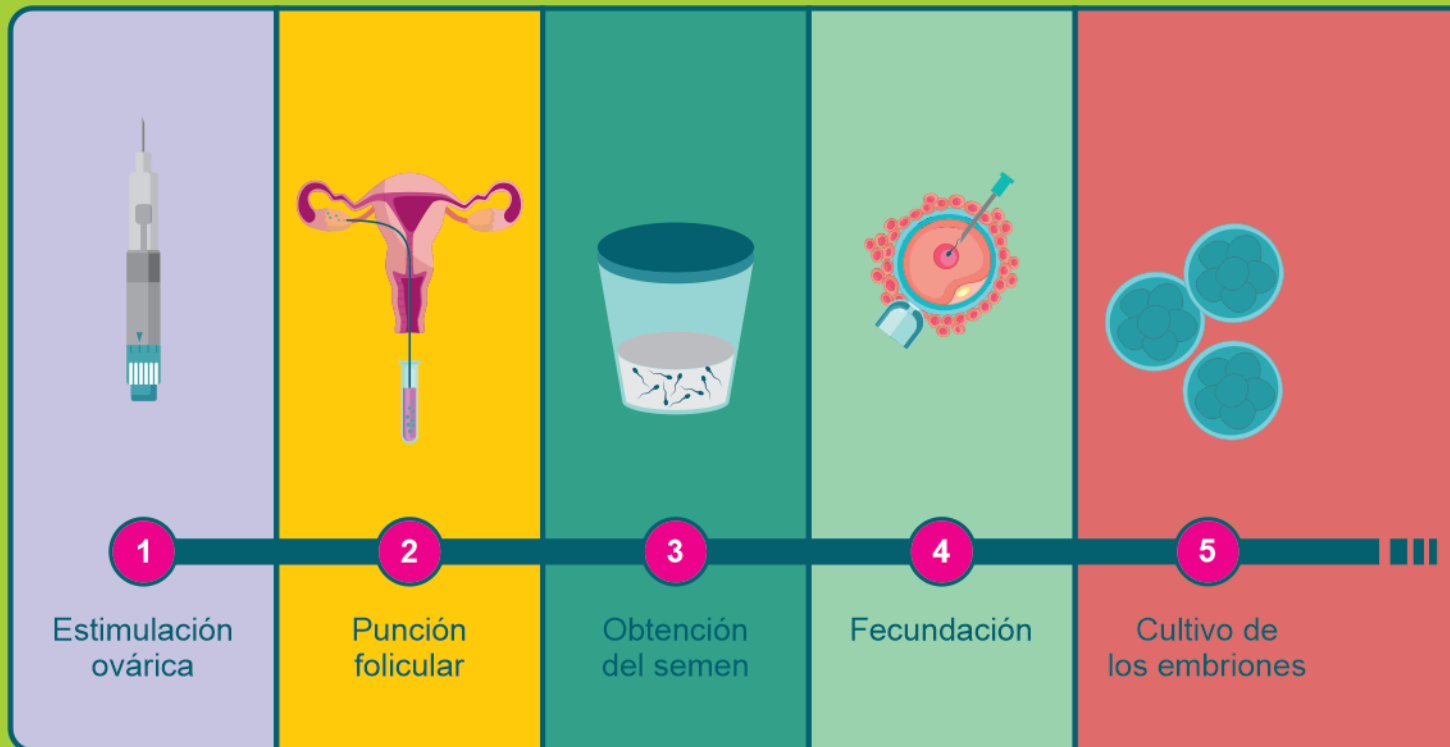 1
2
3
4
5
Estimulación
ovárica
Punción
folicular
Obtención
del semen
Fecundación
Cultivo de
los embriones